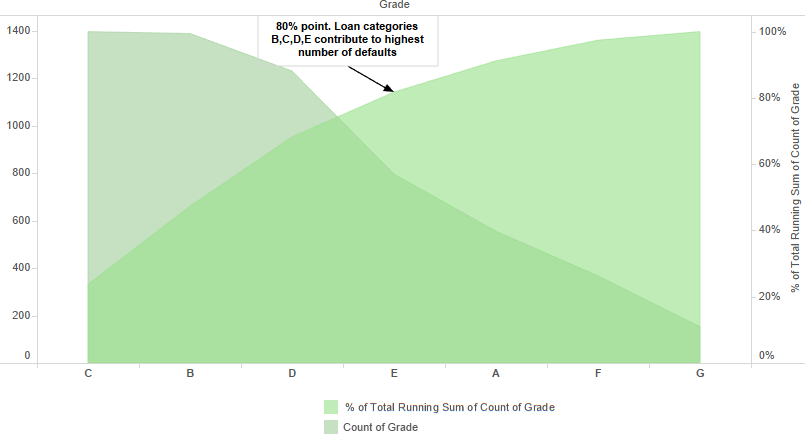 Grade
80% point. Loan categories
B,C,D,E contribute to highest
number of defaults
1400
1200
1000
800
600
400
200
0
100%
80%
60%
40%
20%
0%
% of Total Running Sum of Count of Grade
C B D E A F G
% of Total Running Sum of Count of Grade
Count of Grade